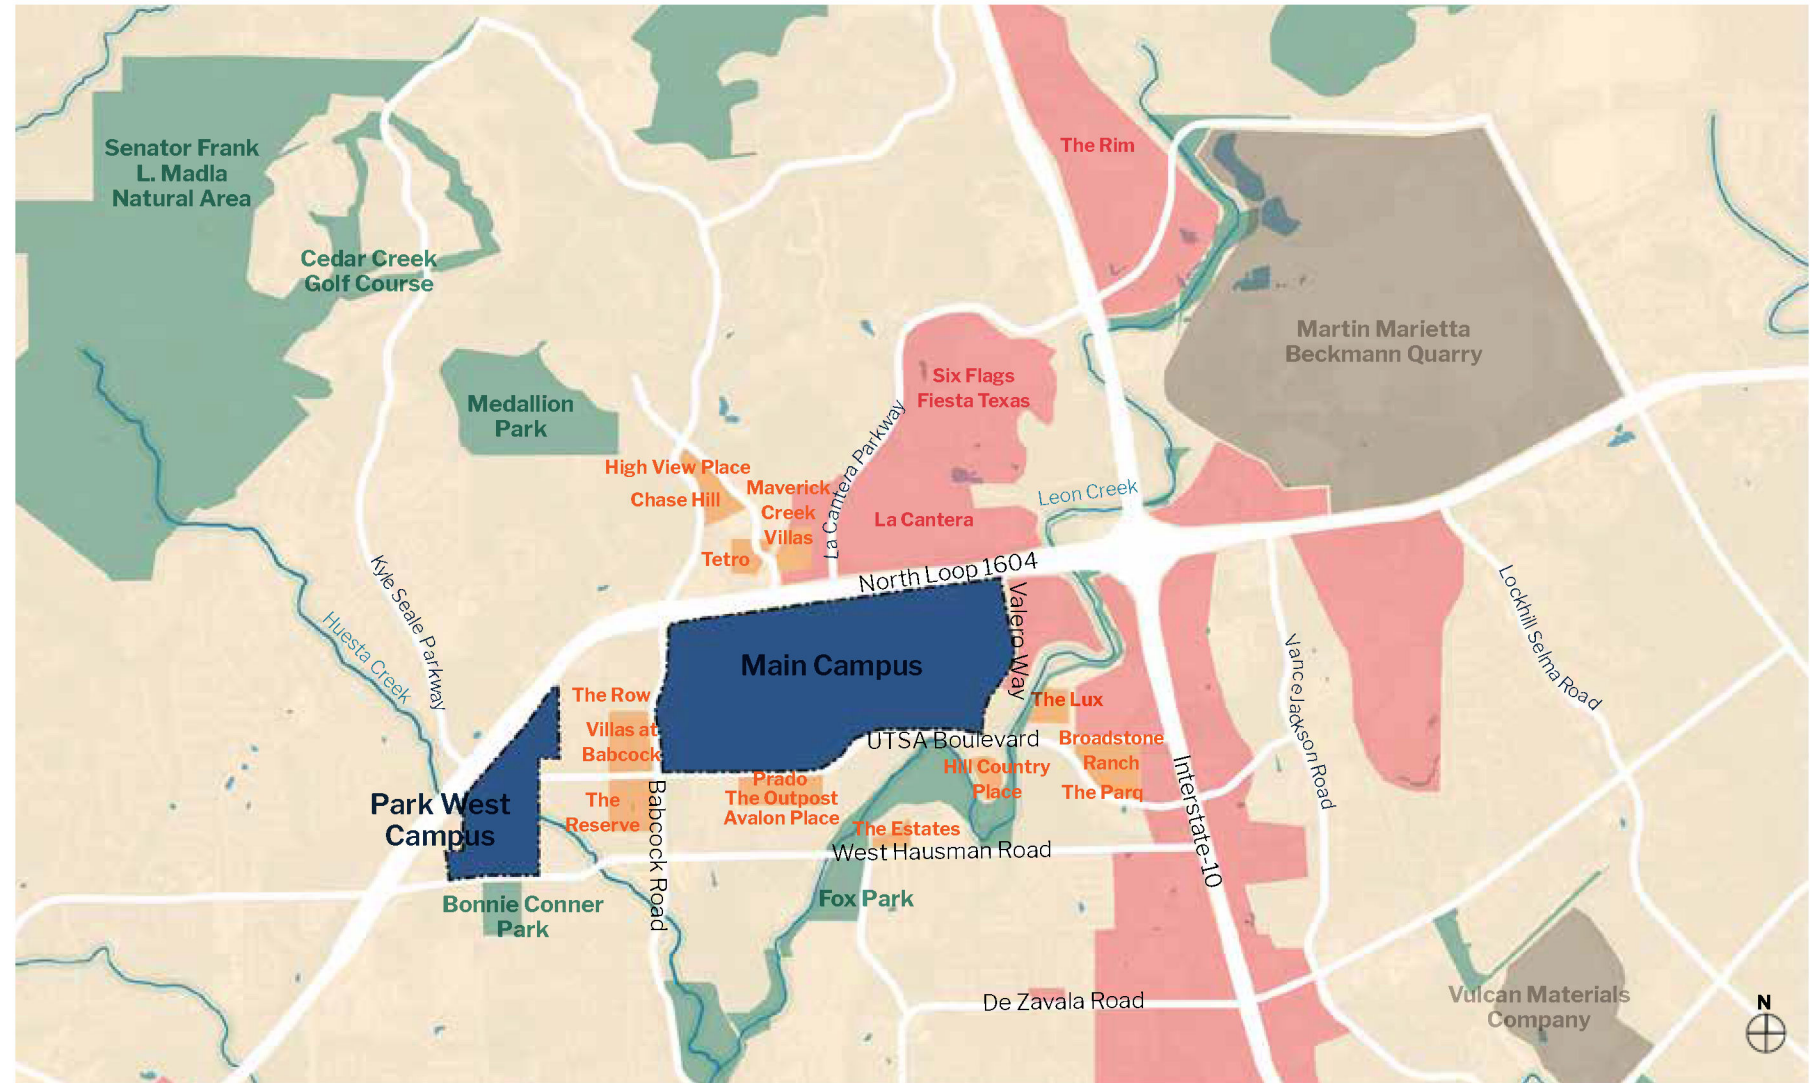 The Rim
Senator Frank
L. Madla
Natural Area
Cedar Creek
Golf Course
Martin Marietta
Beckmann Quarry
Six Flags
Fiesta Texas
Medallion
Park
La Cantera Parkway
High View Place
Chase Hill
Maverick
Creek
Villas
Leon Creek
La Cantera
Tetro
North Loop 1604
Kyle Seale Parkway
Huesta Creek
Valero Way
Lockhill Selma Road
Vance Jackson Road
Main Campus
The Row
The Lux
Villas at
Babcock
UTSA Boulevard
Broadstone
Ranch
Hill Country
Place
Prado
The Outpost
Avalon Place
The Parq
Interstate-10
Park West
Campus
The
Reserve
Babcock Road
The Estates
West Hausman Road
Fox Park
Bonnie Conner
Park
De Zavala Road
Vulcan Materials
Company
N